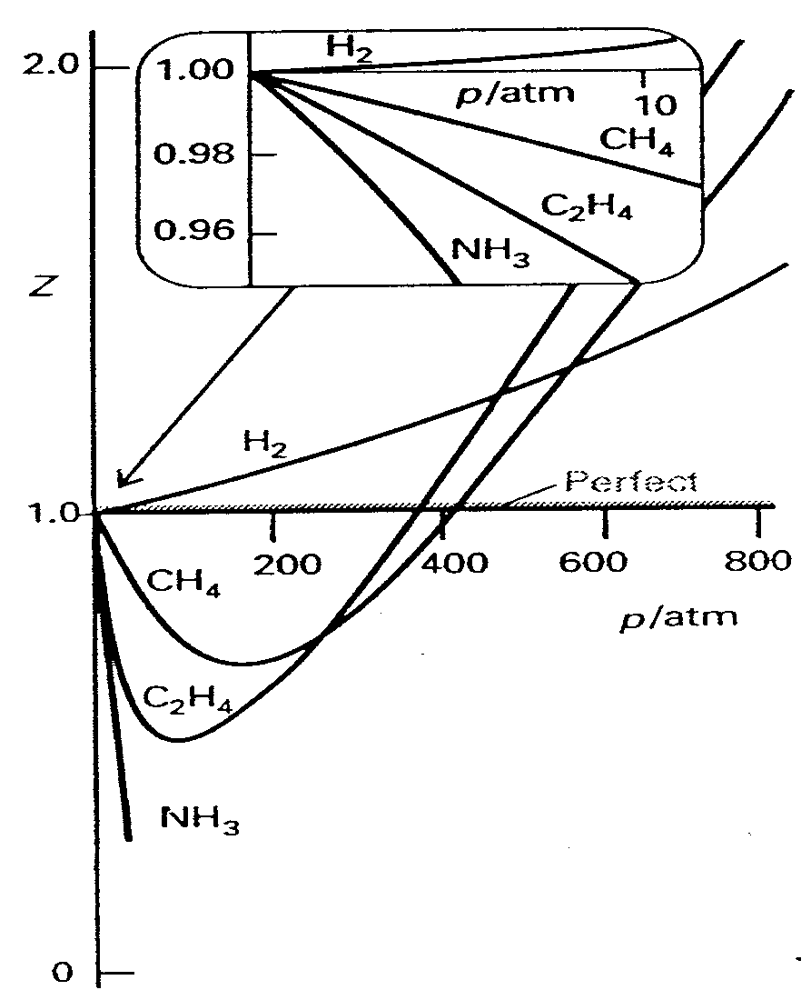 2.0
H₂
1.00
p/atm
10
CH₄
0.98
C₂H₄
0.96
NH₃
Z
H₂
Perfect
1.0
200
400
600
800
CH₄
p/atm
C₂H₄
NH₃
0